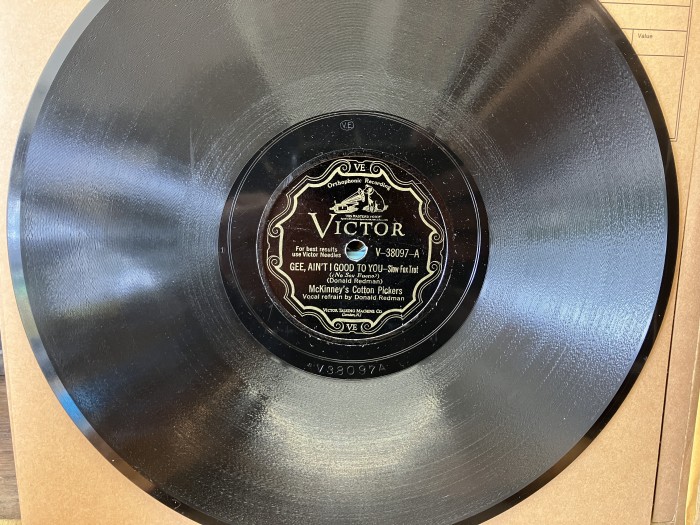 Value
VE
VE
Orthophonic Recording
"HIS MASTER'S VOICE"
VICTOR
For best results
use Victor Needles
V-38097-A
GEE, AIN'T I GOOD TO YOU—Slow Fox Trot
(Donald Redman)
McKinney's Cotton Pickers
Vocal refrain by Donald Redman
VICTOR TALKING MACHINE CO.
Camden, N.J.
VE
V38097A